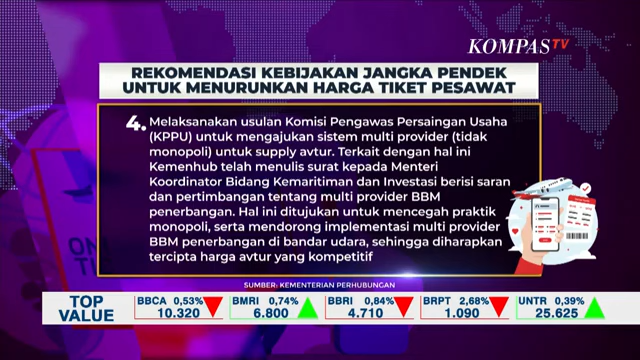 KOMPAS TV
REKOMENDASI KEBIJAKAN JANGKA PENDEK
UNTUK MENURUNKAN HARGA TIKET PESAWAT
4. Melaksanakan usulan Komisi Pengawas Persaingan Usaha
(KPPU) untuk mengajukan sistem multi provider (tidak
monopoli) untuk supply avtur. Terkait dengan hal ini
Kemenhub telah menulis surat kepada Menteri
Koordinator Bidang Kemaritiman dan Investasi berisi saran
dan pertimbangan tentang multi provider BBM
penerbangan. Hal ini ditujukan untuk mencegah praktik
monopoli, serta mendorong implementasi multi provider
BBM penerbangan di bandar udara, sehingga diharapkan
tercipta harga avtur yang kompetitif
SUMBER: KEMENTERIAN PERHUBUNGAN
TOP VALUE
BBCA 0,53% 10.320
BMRI 0,74% 6.800
BBRI 0,84% 4.710
BRPT 2,68% 1.090
UNTR 0,39% 25.625